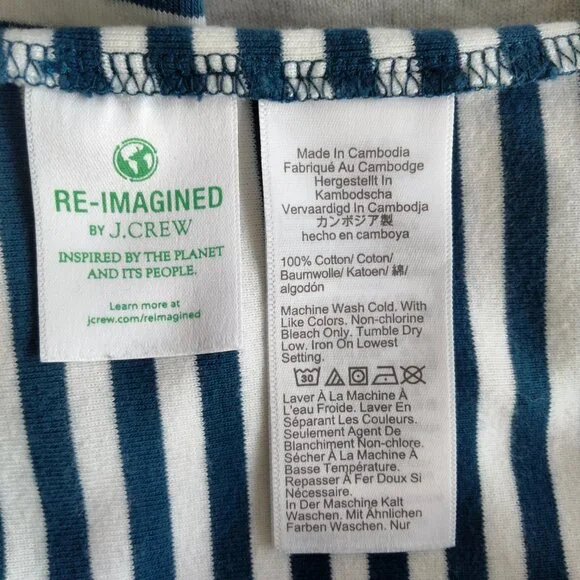 RE-IMAGINED
BY J.CREW
INSPIRED BY THE PLANET
AND ITS PEOPLE.
Learn more at
jcrew.com/reimagined
Made In Cambodia
Fabriqué Au Cambodge
Hergestellt In
Kambodscha
Vervaardigd In Cambodja
カンボジア製
hecho en camboya
100% Cotton/ Coton/
Baumwolle/ Katoen/ 綿/
algodón
Machine Wash Cold. With
Like Colors. Non-chlorine
Bleach Only. Tumble Dry
Low. Iron On Lowest
Setting.
30
Laver À La Machine À
L'eau Froide. Laver En
Séparant Les Couleurs.
Seulement Agent De
Blanchiment Non-chlore.
Sécher À La Machine À
Basse Température.
Repasser À Fer Doux Si
Nécessaire.
In Der Maschine Kalt
Waschen. Mit Ähnlichen
Farben Waschen. Nur